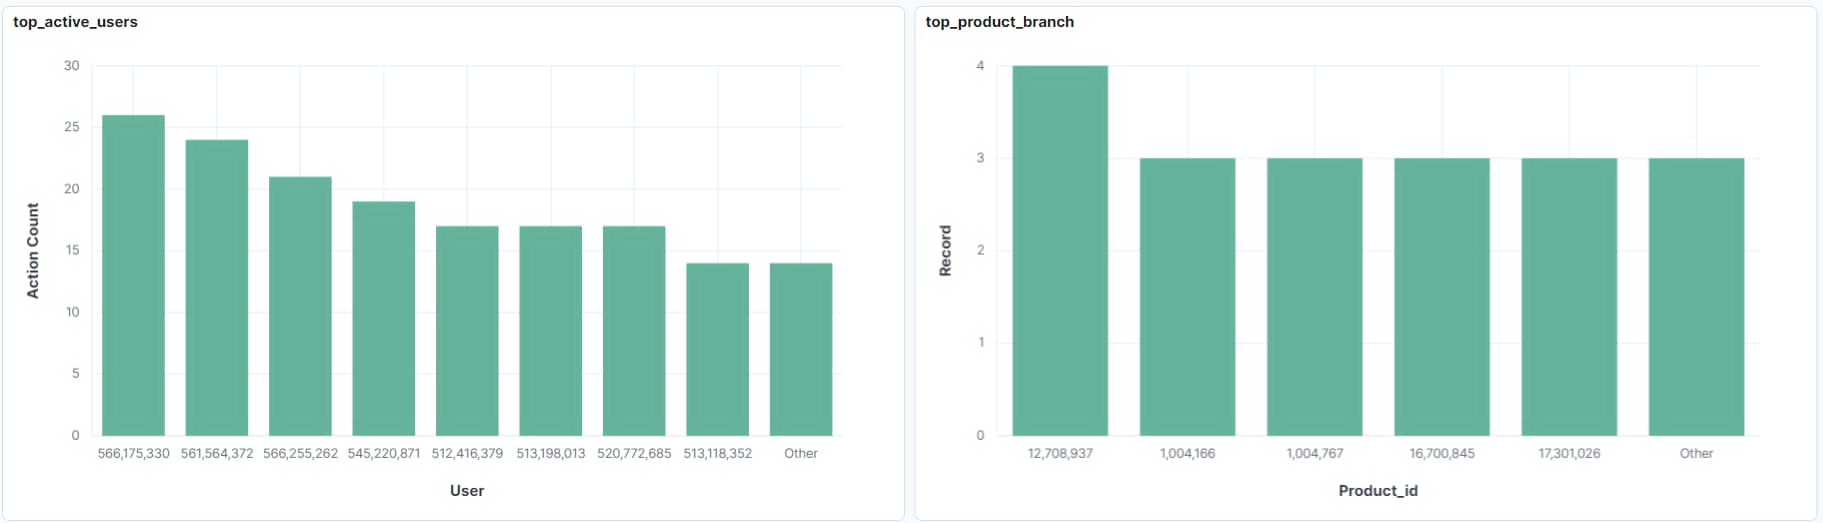 top_active_users
30
25
20
15
10
5
0
Action Count
566,175,330 561,564,372 566,255,262 545,220,871 512,416,379 513,198,013 520,772,685 513,118,352 Other
User
top_product_branch
4
3
2
1
0
Record
12,708,937 1,004,166 1,004,767 16,700,845 17,301,026 Other
Product_id